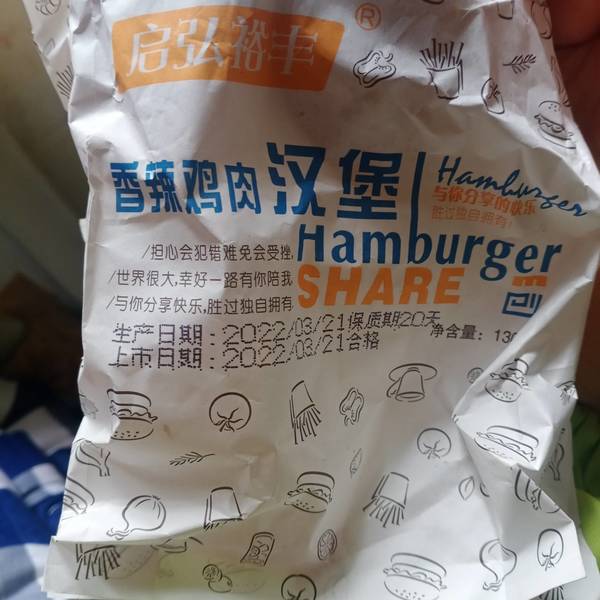 启弘裕丰
®
香辣鸡肉汉堡
Hamburger
与你分享的快乐
胜过独自拥有!
/担心会犯错难免会受挫,
/世界很大,幸好一路有你陪我,
/与你分享快乐,胜过独自拥有
Hamburger
SHARE
生产日期:2022/03/21保质期20天
上市日期:2022/03/21合格
净含量: